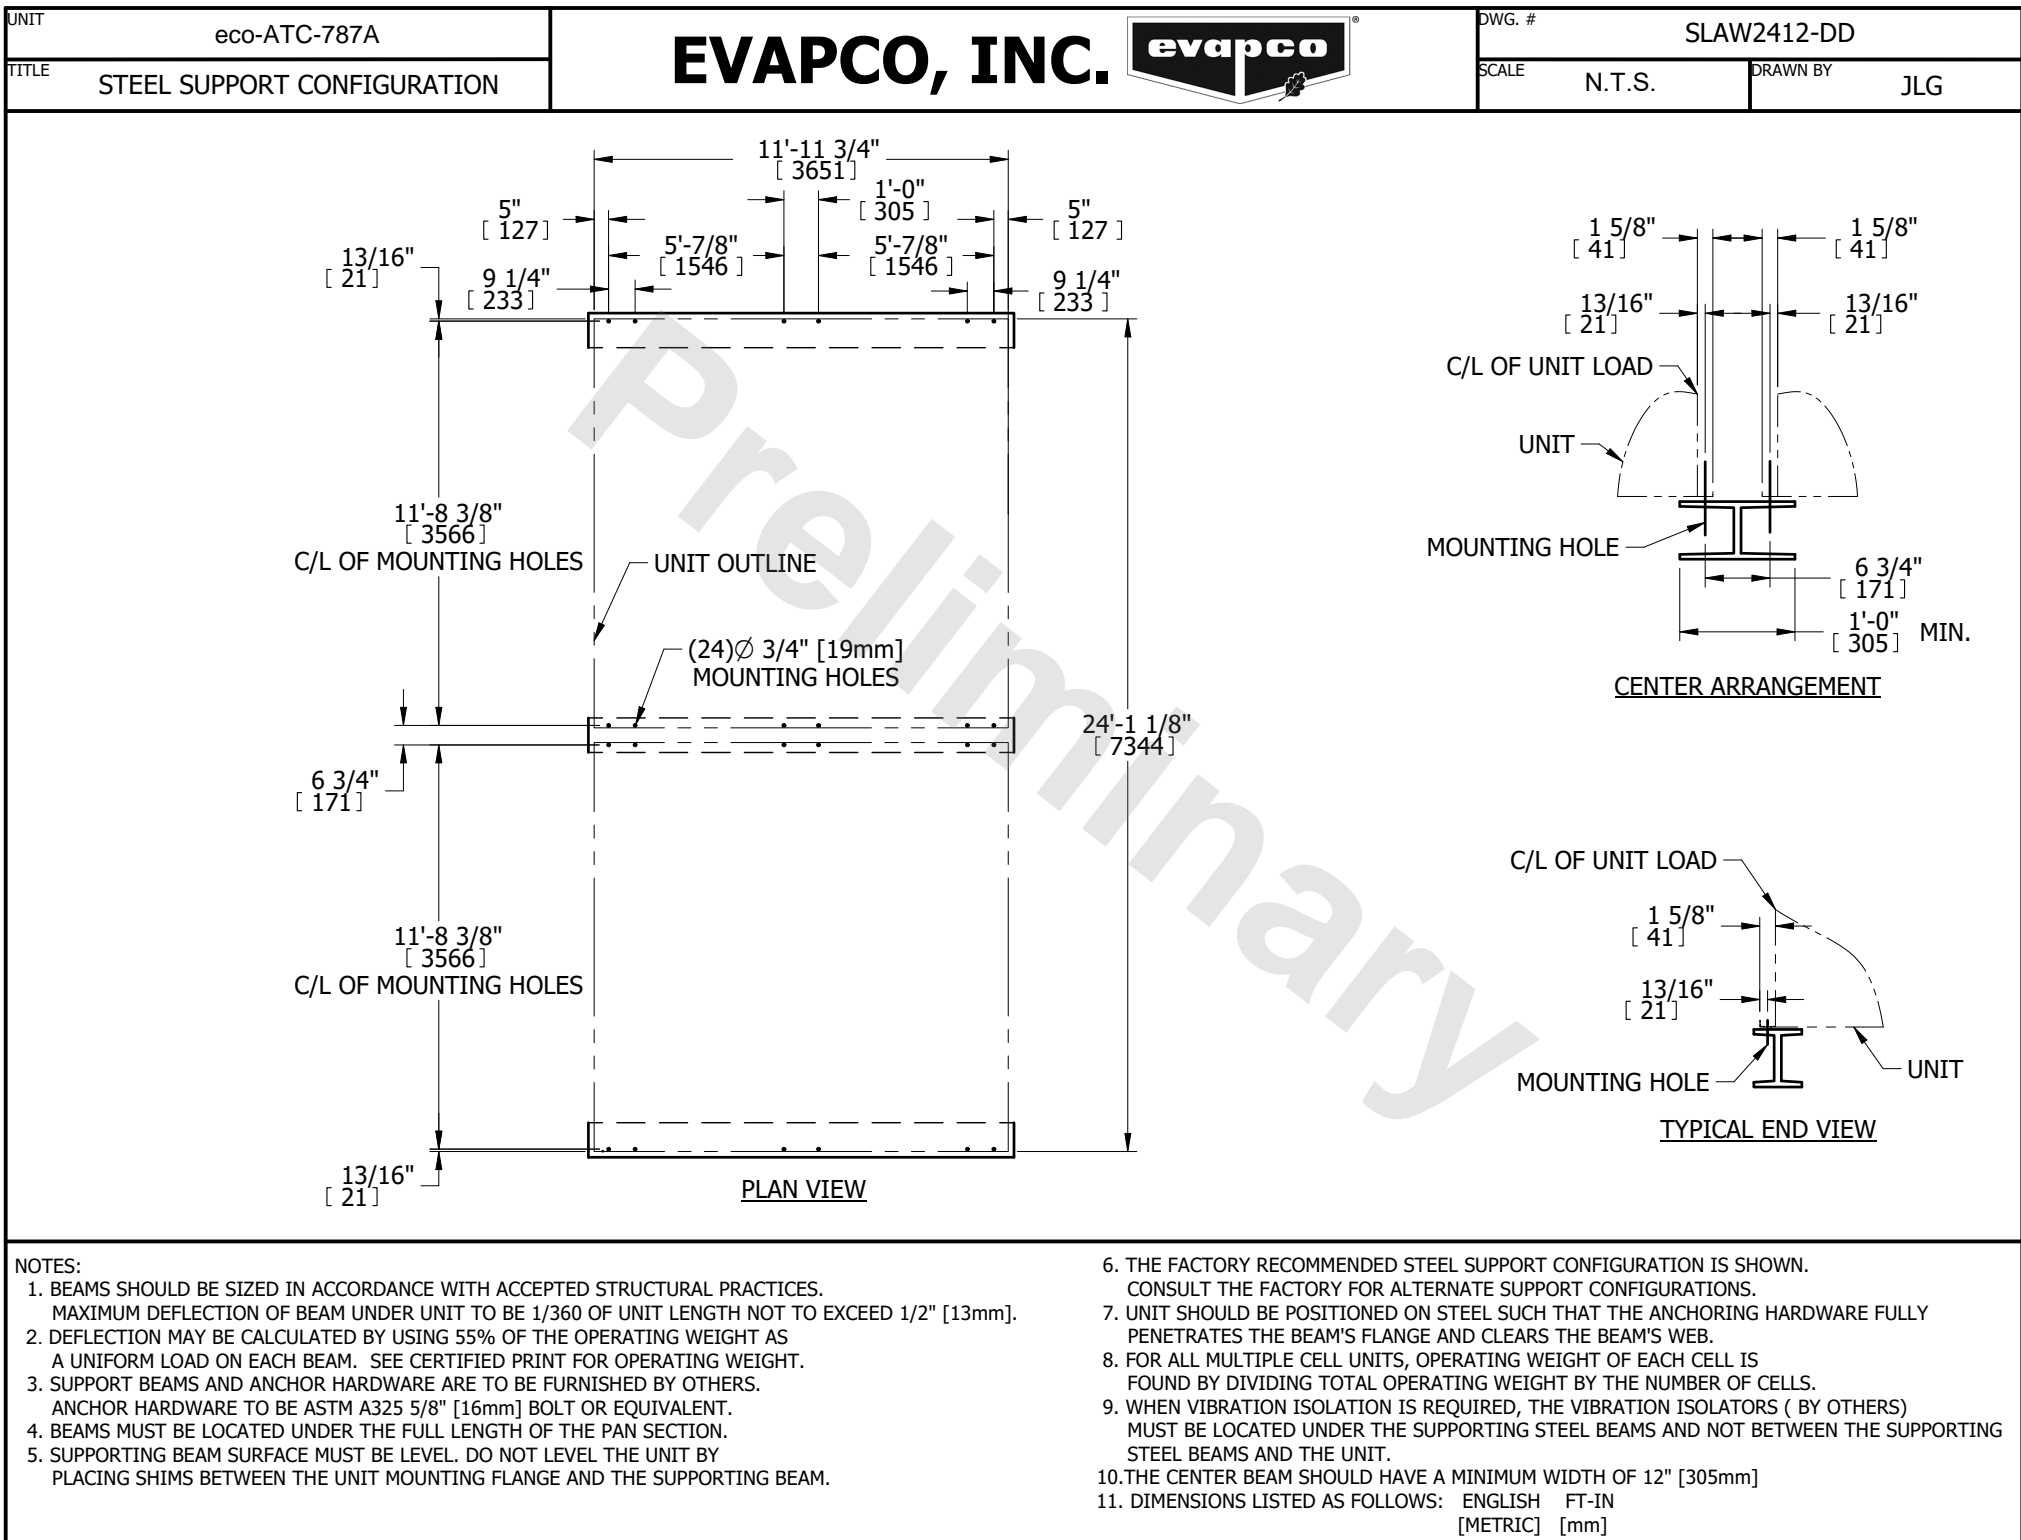 UNIT
eco-ATC-787A
TITLE
STEEL SUPPORT CONFIGURATION
EVAPCO, INC.
evapco
®
DWG. #
SLAW2412-DD
SCALE
N.T.S.
DRAWN BY
JLG
11'-11 3/4"
[ 3651 ]
1'-0"
[ 305 ]
5"
[ 127 ]
5"
[ 127 ]
5'-7/8"
[ 1546 ]
5'-7/8"
[ 1546 ]
13/16"
[ 21 ]
9 1/4"
[ 233 ]
9 1/4"
[ 233 ]
11'-8 3/8"
[ 3566 ]
C/L OF MOUNTING HOLES
UNIT OUTLINE
(24)∅ 3/4" [19mm]
MOUNTING HOLES
24'-1 1/8"
[ 7344 ]
6 3/4"
[ 171 ]
11'-8 3/8"
[ 3566 ]
C/L OF MOUNTING HOLES
13/16"
[ 21 ]
PLAN VIEW
Preliminary
1 5/8"
[ 41 ]
1 5/8"
[ 41 ]
13/16"
[ 21 ]
13/16"
[ 21 ]
C/L OF UNIT LOAD
UNIT
MOUNTING HOLE
6 3/4"
[ 171 ]
1'-0"
[ 305 ] MIN.
CENTER ARRANGEMENT
C/L OF UNIT LOAD
1 5/8"
[ 41 ]
13/16"
[ 21 ]
MOUNTING HOLE
UNIT
TYPICAL END VIEW
NOTES:
1. BEAMS SHOULD BE SIZED IN ACCORDANCE WITH ACCEPTED STRUCTURAL PRACTICES.
MAXIMUM DEFLECTION OF BEAM UNDER UNIT TO BE 1/360 OF UNIT LENGTH NOT TO EXCEED 1/2" [13mm].
2. DEFLECTION MAY BE CALCULATED BY USING 55% OF THE OPERATING WEIGHT AS
A UNIFORM LOAD ON EACH BEAM. SEE CERTIFIED PRINT FOR OPERATING WEIGHT.
3. SUPPORT BEAMS AND ANCHOR HARDWARE ARE TO BE FURNISHED BY OTHERS.
ANCHOR HARDWARE TO BE ASTM A325 5/8" [16mm] BOLT OR EQUIVALENT.
4. BEAMS MUST BE LOCATED UNDER THE FULL LENGTH OF THE PAN SECTION.
5. SUPPORTING BEAM SURFACE MUST BE LEVEL. DO NOT LEVEL THE UNIT BY
PLACING SHIMS BETWEEN THE UNIT MOUNTING FLANGE AND THE SUPPORTING BEAM.
6. THE FACTORY RECOMMENDED STEEL SUPPORT CONFIGURATION IS SHOWN.
CONSULT THE FACTORY FOR ALTERNATE SUPPORT CONFIGURATIONS.
7. UNIT SHOULD BE POSITIONED ON STEEL SUCH THAT THE ANCHORING HARDWARE FULLY
PENETRATES THE BEAM'S FLANGE AND CLEARS THE BEAM'S WEB.
8. FOR ALL MULTIPLE CELL UNITS, OPERATING WEIGHT OF EACH CELL IS
FOUND BY DIVIDING TOTAL OPERATING WEIGHT BY THE NUMBER OF CELLS.
9. WHEN VIBRATION ISOLATION IS REQUIRED, THE VIBRATION ISOLATORS ( BY OTHERS)
MUST BE LOCATED UNDER THE SUPPORTING STEEL BEAMS AND NOT BETWEEN THE SUPPORTING
STEEL BEAMS AND THE UNIT.
10.THE CENTER BEAM SHOULD HAVE A MINIMUM WIDTH OF 12" [305mm]
11. DIMENSIONS LISTED AS FOLLOWS: ENGLISH FT-IN
[METRIC] [mm]